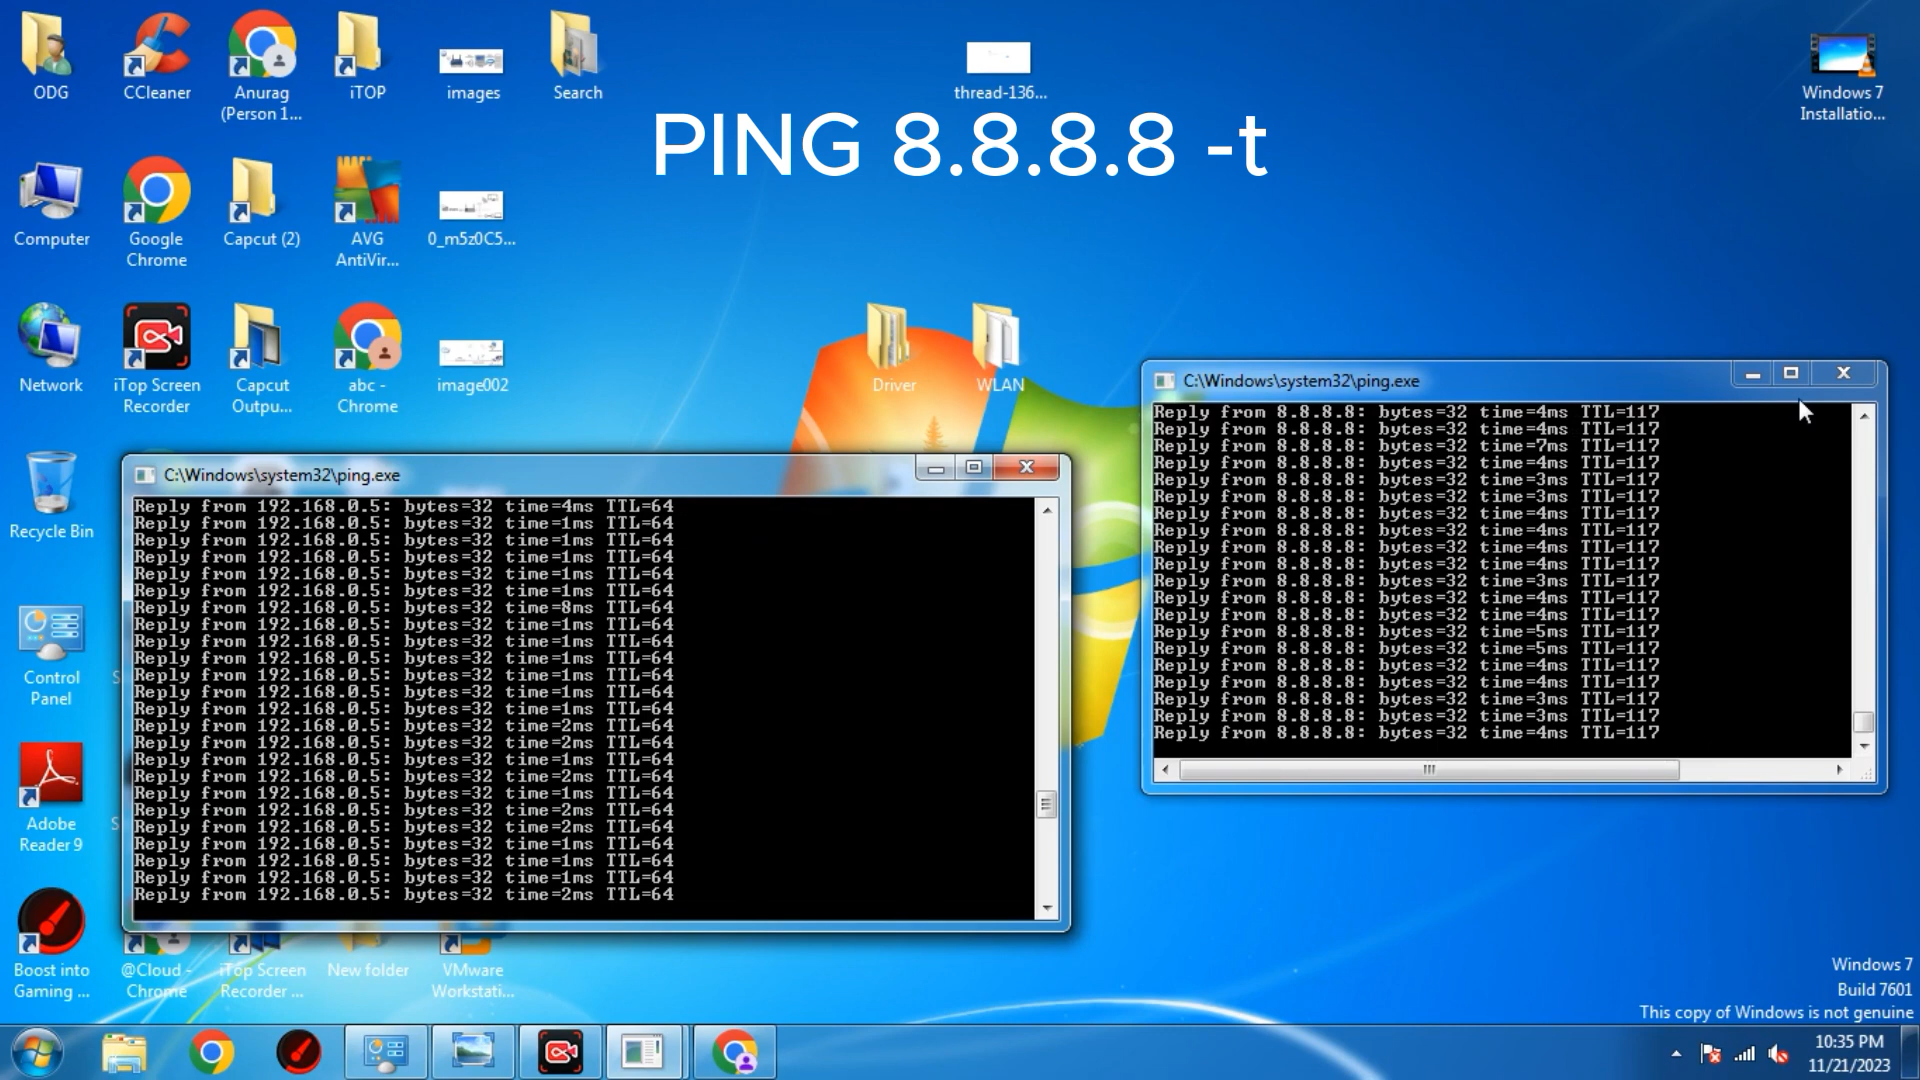 ODG
CCleaner
Anurag
(Person 1...
iTOP
images
Search
thread-136...
Windows 7
Installatio...
PING 8.8.8.8 -t
Computer
Google
Chrome
Capcut (2)
AVG
AntiVir...
0_m5z0C5...
Network
iTop Screen
Recorder
Capcut
Outpu...
abc -
Chrome
image002
Driver
WLAN
C:\Windows\system32\ping.exe
Reply from 8.8.8.8: bytes=32 time=4ms TTL=117
Reply from 8.8.8.8: bytes=32 time=4ms TTL=117
Reply from 8.8.8.8: bytes=32 time=7ms TTL=117
Reply from 8.8.8.8: bytes=32 time=4ms TTL=117
Reply from 8.8.8.8: bytes=32 time=3ms TTL=117
Reply from 8.8.8.8: bytes=32 time=3ms TTL=117
Reply from 8.8.8.8: bytes=32 time=4ms TTL=117
Reply from 8.8.8.8: bytes=32 time=4ms TTL=117
Reply from 8.8.8.8: bytes=32 time=4ms TTL=117
Reply from 8.8.8.8: bytes=32 time=4ms TTL=117
Reply from 8.8.8.8: bytes=32 time=3ms TTL=117
Reply from 8.8.8.8: bytes=32 time=4ms TTL=117
Reply from 8.8.8.8: bytes=32 time=4ms TTL=117
Reply from 8.8.8.8: bytes=32 time=5ms TTL=117
Reply from 8.8.8.8: bytes=32 time=5ms TTL=117
Reply from 8.8.8.8: bytes=32 time=4ms TTL=117
Reply from 8.8.8.8: bytes=32 time=4ms TTL=117
Reply from 8.8.8.8: bytes=32 time=3ms TTL=117
Reply from 8.8.8.8: bytes=32 time=3ms TTL=117
Reply from 8.8.8.8: bytes=32 time=4ms TTL=117
C:\Windows\system32\ping.exe
Reply from 192.168.0.5: bytes=32 time=4ms TTL=64
Reply from 192.168.0.5: bytes=32 time=1ms TTL=64
Reply from 192.168.0.5: bytes=32 time=1ms TTL=64
Reply from 192.168.0.5: bytes=32 time=1ms TTL=64
Reply from 192.168.0.5: bytes=32 time=1ms TTL=64
Reply from 192.168.0.5: bytes=32 time=1ms TTL=64
Reply from 192.168.0.5: bytes=32 time=8ms TTL=64
Reply from 192.168.0.5: bytes=32 time=1ms TTL=64
Reply from 192.168.0.5: bytes=32 time=1ms TTL=64
Reply from 192.168.0.5: bytes=32 time=1ms TTL=64
Reply from 192.168.0.5: bytes=32 time=1ms TTL=64
Reply from 192.168.0.5: bytes=32 time=1ms TTL=64
Reply from 192.168.0.5: bytes=32 time=1ms TTL=64
Reply from 192.168.0.5: bytes=32 time=2ms TTL=64
Reply from 192.168.0.5: bytes=32 time=2ms TTL=64
Reply from 192.168.0.5: bytes=32 time=1ms TTL=64
Reply from 192.168.0.5: bytes=32 time=2ms TTL=64
Reply from 192.168.0.5: bytes=32 time=1ms TTL=64
Reply from 192.168.0.5: bytes=32 time=2ms TTL=64
Reply from 192.168.0.5: bytes=32 time=2ms TTL=64
Reply from 192.168.0.5: bytes=32 time=1ms TTL=64
Reply from 192.168.0.5: bytes=32 time=1ms TTL=64
Reply from 192.168.0.5: bytes=32 time=1ms TTL=64
Reply from 192.168.0.5: bytes=32 time=2ms TTL=64
Recycle Bin
Control
Panel
Adobe
Reader 9
Boost into
Gaming ...
@Cloud -
Chrome
iTop Screen
Recorder ...
New folder
VMware
Workstati...
Windows 7
Build 7601
This copy of Windows is not genuine
10:35 PM
11/21/2023